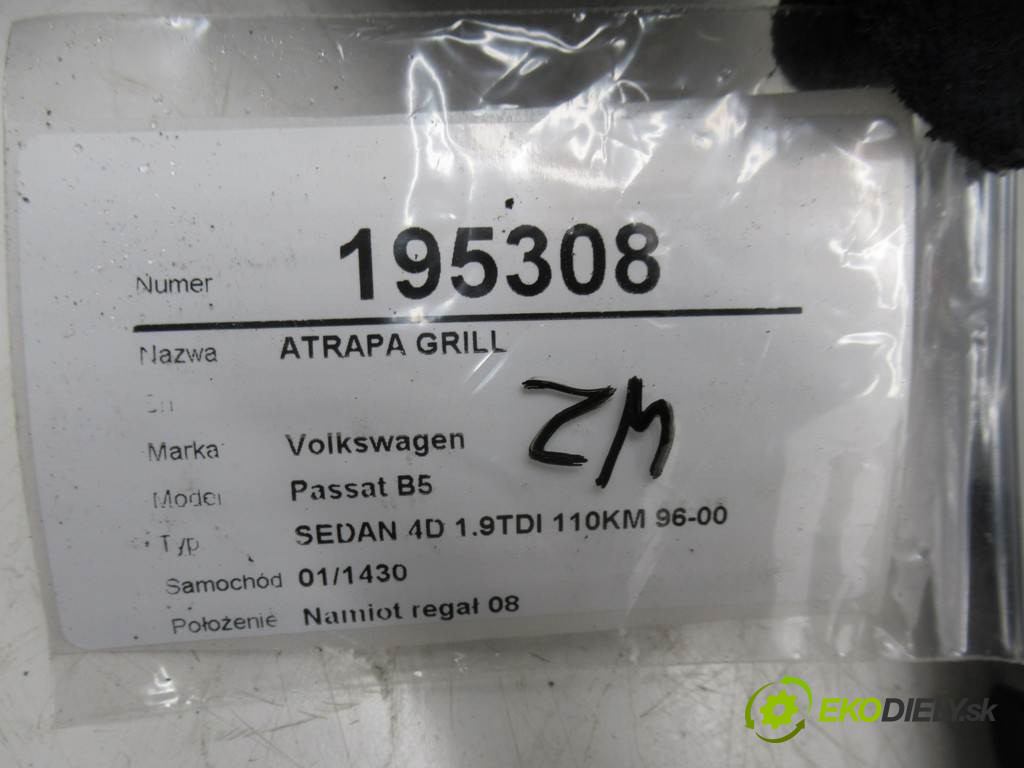 Numer 195308
Nazwa ATRAPA GRILL
Marka Volkswagen
Model Passat B5
Typ SEDAN 4D 1.9TDI 110KM 96-00
Samochód 01/1430
Położenie Namiot regał 08
EKODIELY.sk